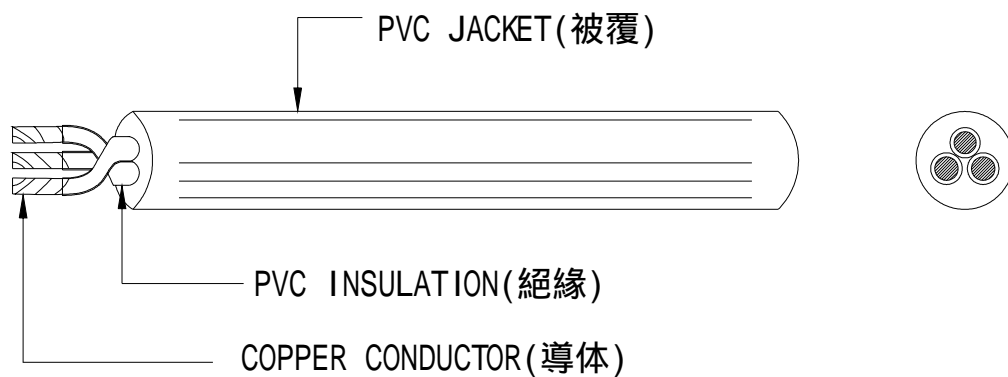 PVC JACKET(被覆)
PVC INSULATION(絕緣)
COPPER CONDUCTOR(導体)